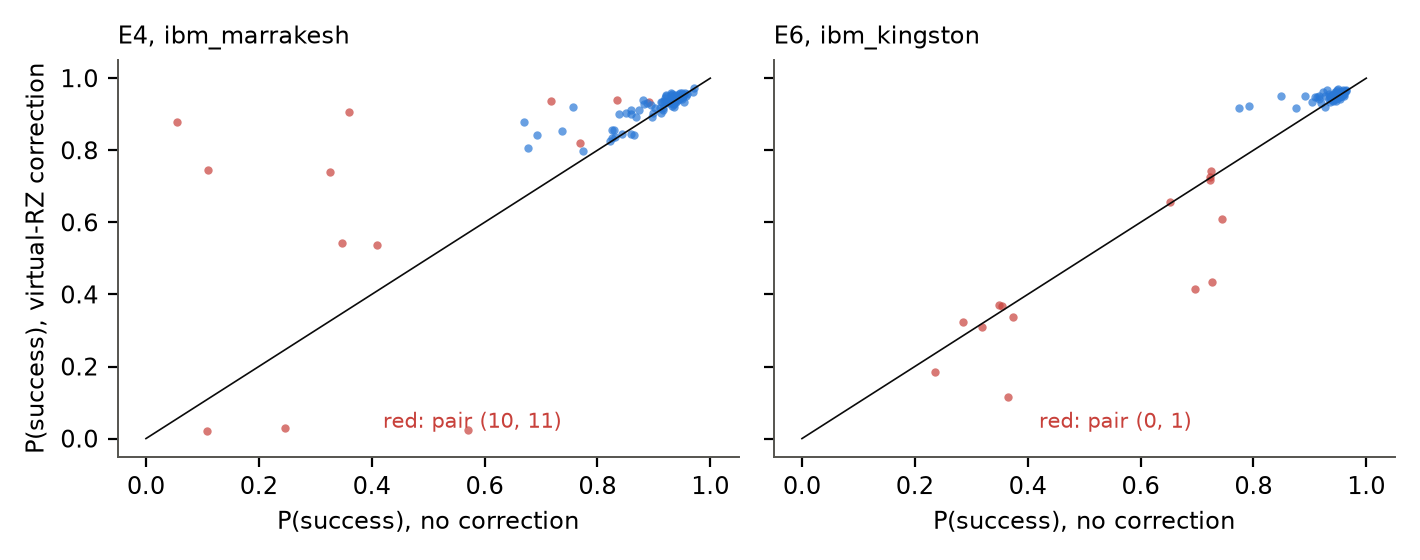 E4, ibm_marrakesh
P(success), virtual-RZ correction
1.0
0.8
0.6
0.4
0.2
0.0
red: pair (10, 11)
0.0 0.2 0.4 0.6 0.8 1.0
P(success), no correction
E6, ibm_kingston
red: pair (0, 1)
0.0 0.2 0.4 0.6 0.8 1.0
P(success), no correction